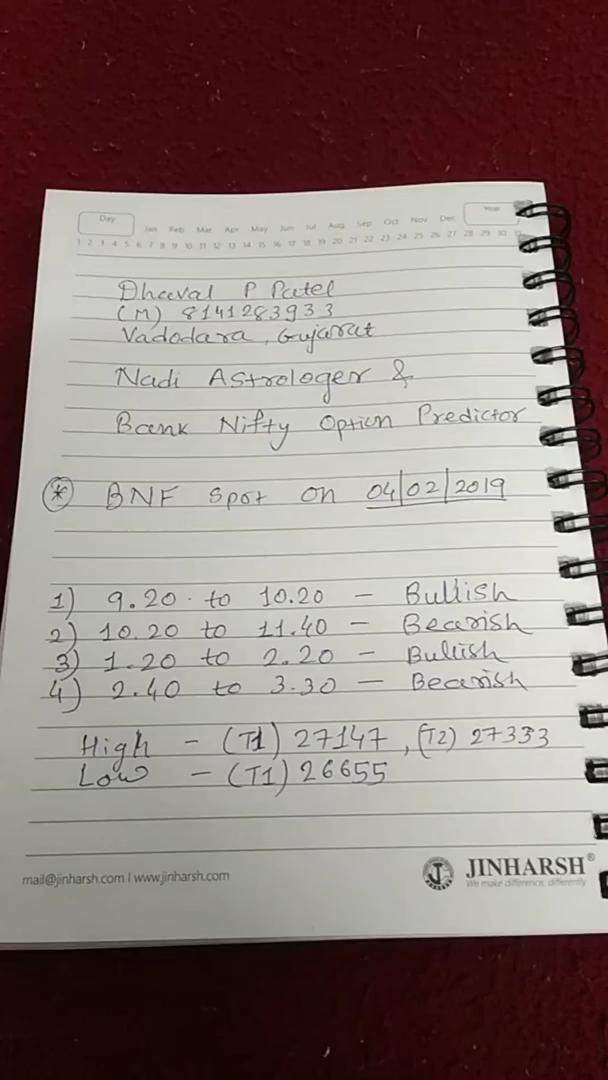 Day Jan Feb Mar Apr May Jun Jul Aug Sep Oct Nov Dec Year
1 2 3 4 5 6 7 8 9 10 11 12 13 14 15 16 17 18 19 20 21 22 23 24 25 26 27 28 29 30 31
Dhaval P Patel
(M) 8141283933
Vadodara, Gujarat
Nadi Astrologer &
Bank Nifty Option Predictor
* BNF Spot on 04/02/2019
1) 9.20 to 10.20 - Bullish
2) 10.20 to 11.40 - Bearish
3) 1.20 to 2.20 - Bullish
4) 2.40 to 3.30 - Bearish
High - (T1) 27147, (T2) 27333
Low - (T1) 26655
mail@jinharsh.com | www.jinharsh.com
JINHARSH®
We make difference, differently